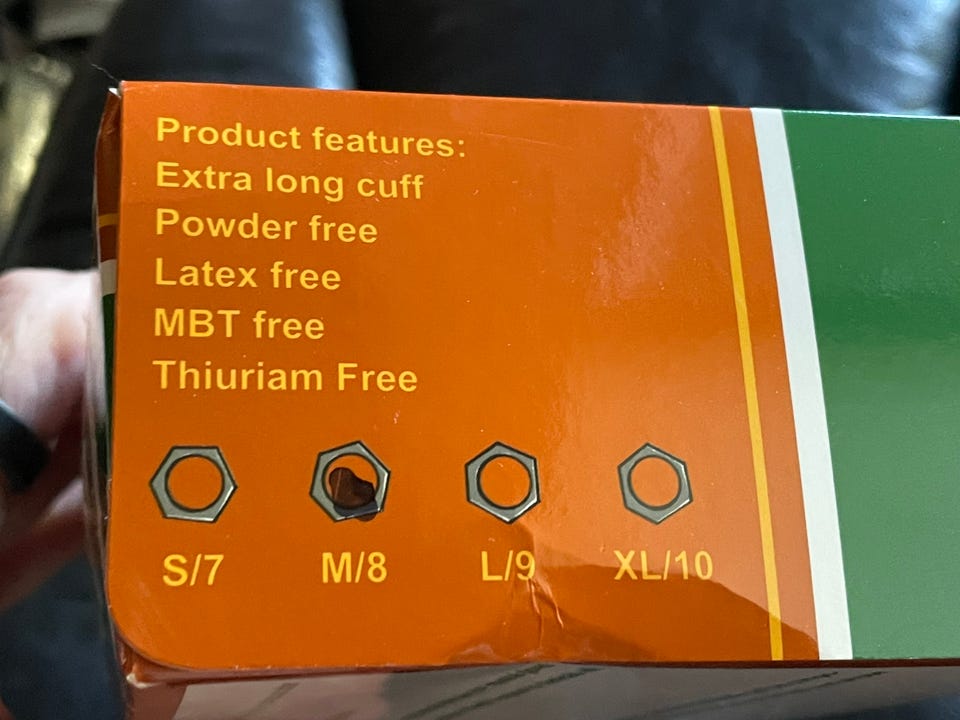 Product features:
Extra long cuff
Powder free
Latex free
MBT free
Thiuriam Free
S/7 M/8 L/9 XL/10